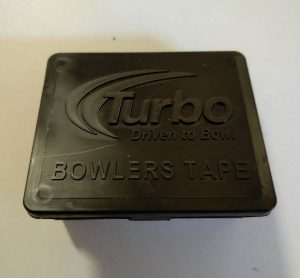 Turbo
Driven to Bowl
BOWLERS TAPE